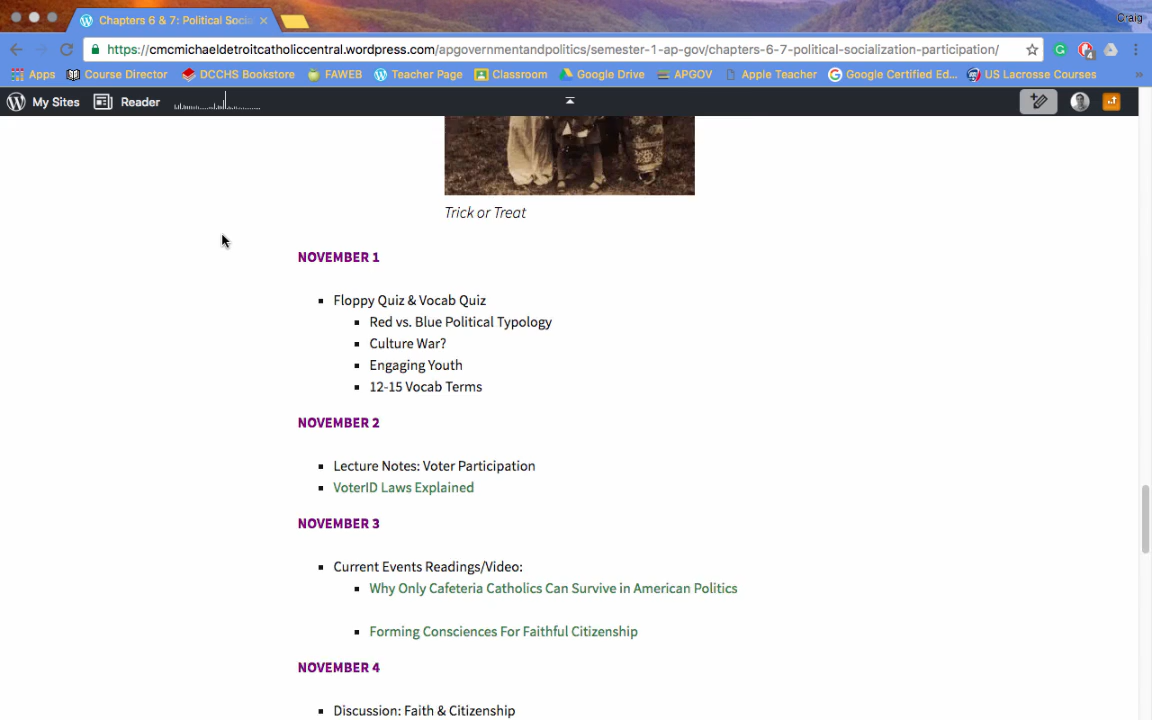 Craig
Chapters 6 & 7: Political Socia
https://cmcmichaeldetroitcatholiccentral.wordpress.com/apgovernmentandpolitics/semester-1-ap-gov/chapters-6-7-political-socialization-participation/
Apps Course Director DCCHS Bookstore FAWEB Teacher Page Classroom Google Drive APGOV Apple Teacher Google Certified Ed... US Lacrosse Courses »
My Sites Reader
Trick or Treat
NOVEMBER 1
Floppy Quiz & Vocab Quiz
Red vs. Blue Political Typology
Culture War?
Engaging Youth
12-15 Vocab Terms
NOVEMBER 2
Lecture Notes: Voter Participation
VoterID Laws Explained
NOVEMBER 3
Current Events Readings/Video:
Why Only Cafeteria Catholics Can Survive in American Politics
Forming Consciences For Faithful Citizenship
NOVEMBER 4
Discussion: Faith & Citizenship